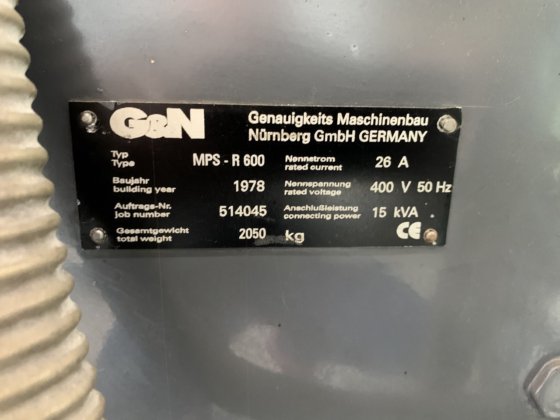 G&N
Genauigkeits Maschinenbau
Nürnberg GmbH GERMANY
Typ
Type
MPS - R 600
Nennstrom
rated current
26 A
Baujahr
building year
1978
Nennspannung
rated voltage
400 V 50 Hz
Auftrags-Nr.
job number
514045
Anschlußleistung
connecting power
15 kVA
Gesamtgewicht
total weight
2050 kg
CE